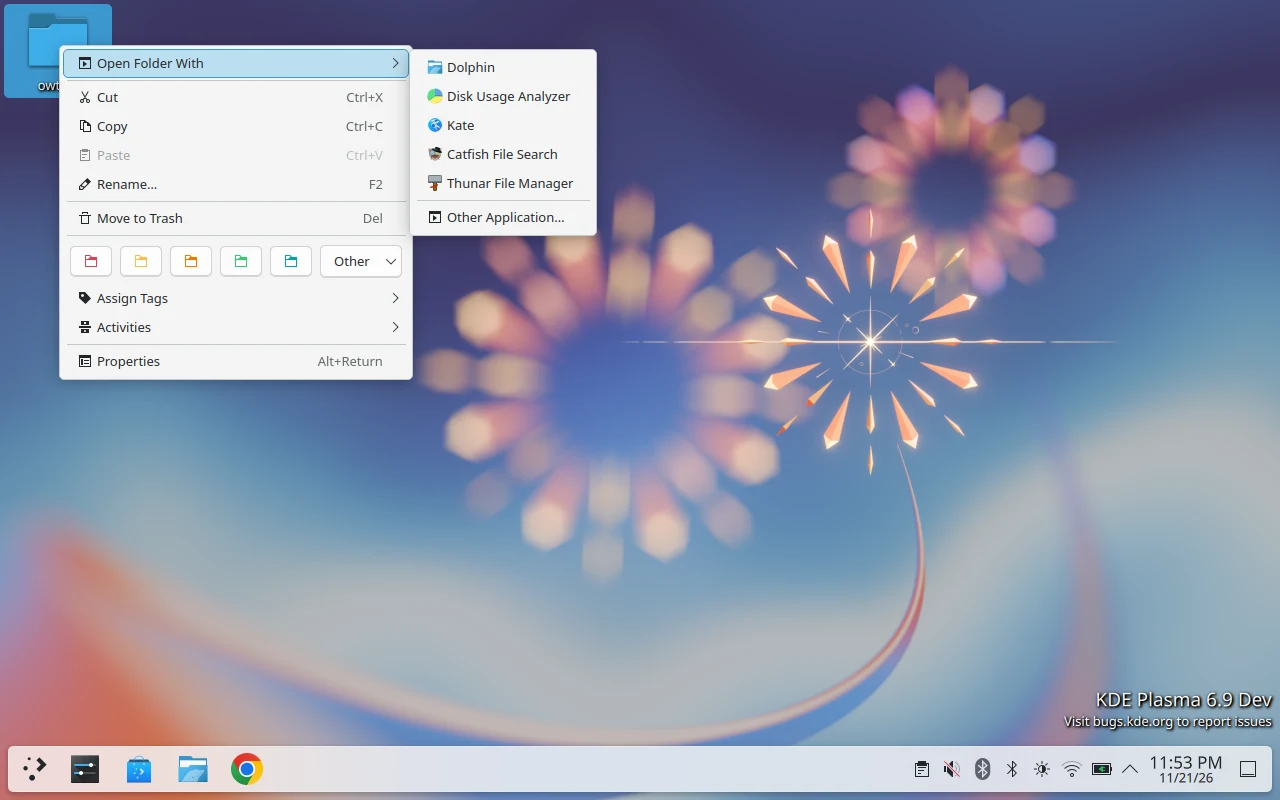 Open Folder With
Cut Ctrl+X
Copy Ctrl+C
Paste Ctrl+V
Rename... F2
Move to Trash Del
Other
Assign Tags
Activities
Properties Alt+Return
Dolphin
Disk Usage Analyzer
Kate
Catfish File Search
Thunar File Manager
Other Application...
KDE Plasma 6.9 Dev
Visit bugs.kde.org to report issues
11:53 PM
11/21/26